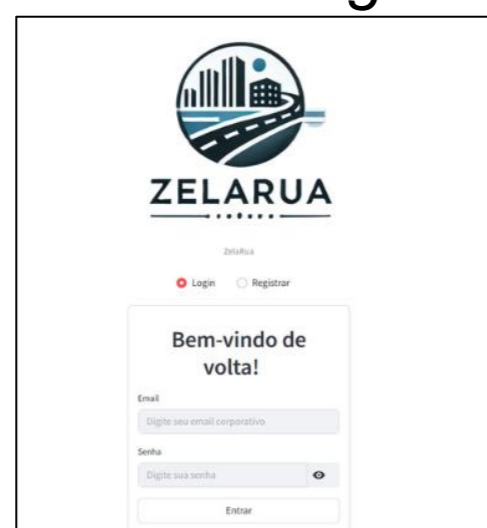 ZELARUA
ZelaRua
Login Registrar
Bem-vindo de
volta!
Email
Digite seu email corporativo
Senha
Digite sua senha
Entrar